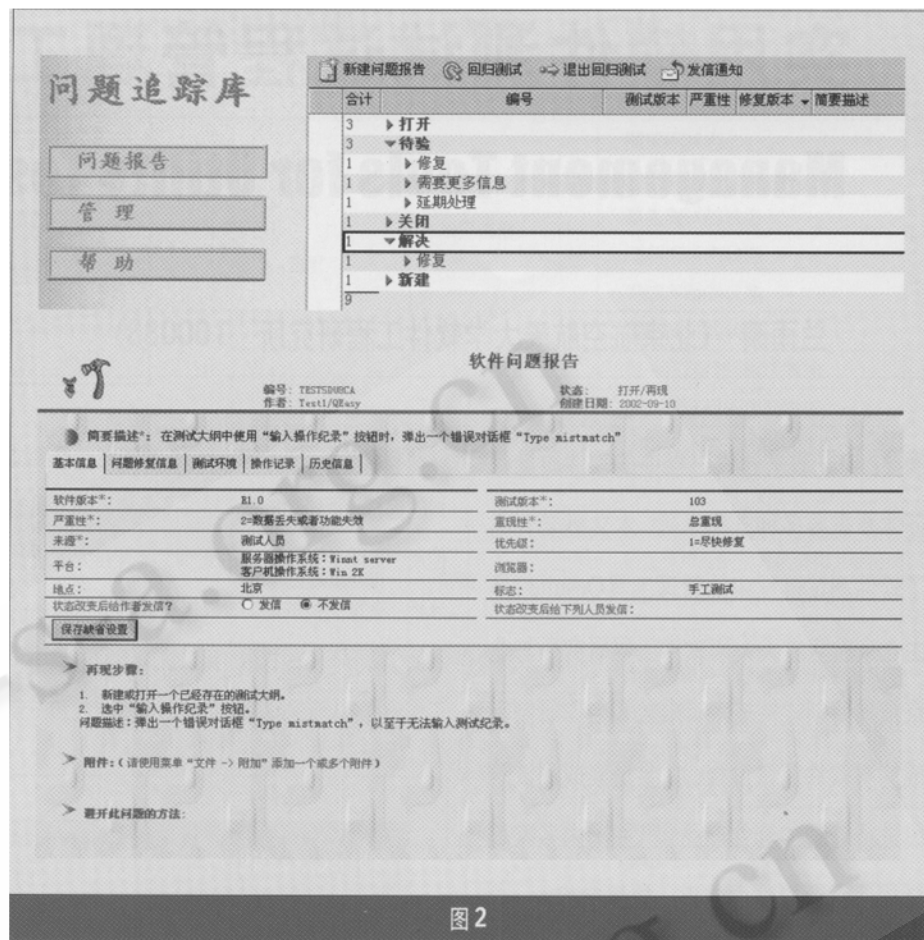 问题追踪库
问题报告
管 理
帮 助
新建问题报告 回归测试 退出回归测试 发信通知
合计 编号 测试版本 严重性 修复版本 简要描述
3 打开
3 待验
1 修复
1 需要更多信息
1 延期处理
1 关闭
1 解决
1 修复
1 新建
9
软件问题报告
编号: TESTSDUBCA 状态: 打开/再现
作者: Test1/QEasy 创建日期: 2002-09-10
简要描述*: 在测试大纲中使用“输入操作纪录”按钮时, 弹出一个错误对话框 “Type mistmatch”
基本信息 问题修复信息 测试环境 操作记录 历史信息
软件版本*: R1.0 测试版本*: 103
严重性*: 2=数据丢失或者功能失效 重现性*: 总重现
来源*: 测试人员 优先级: 1=尽快修复
平台: 服务器操作系统:Winnt server 浏览器:
客户机操作系统:Win 2K
地点: 北京 标志: 手工测试
状态改变后给作者发信? 发信 不发信 状态改变后给下列人员发信:
保存缺省设置
再现步骤:
1. 新建或打开一个已经存在的测试大纲。
2. 选中“输入操作纪录”按钮。
问题描述:弹出一个错误对话框“Type mistmatch”, 以至于无法输入测试纪录。
附件:(请使用菜单“文件 -> 附加”添加一个或多个附件)
避开此问题的方法:
图2